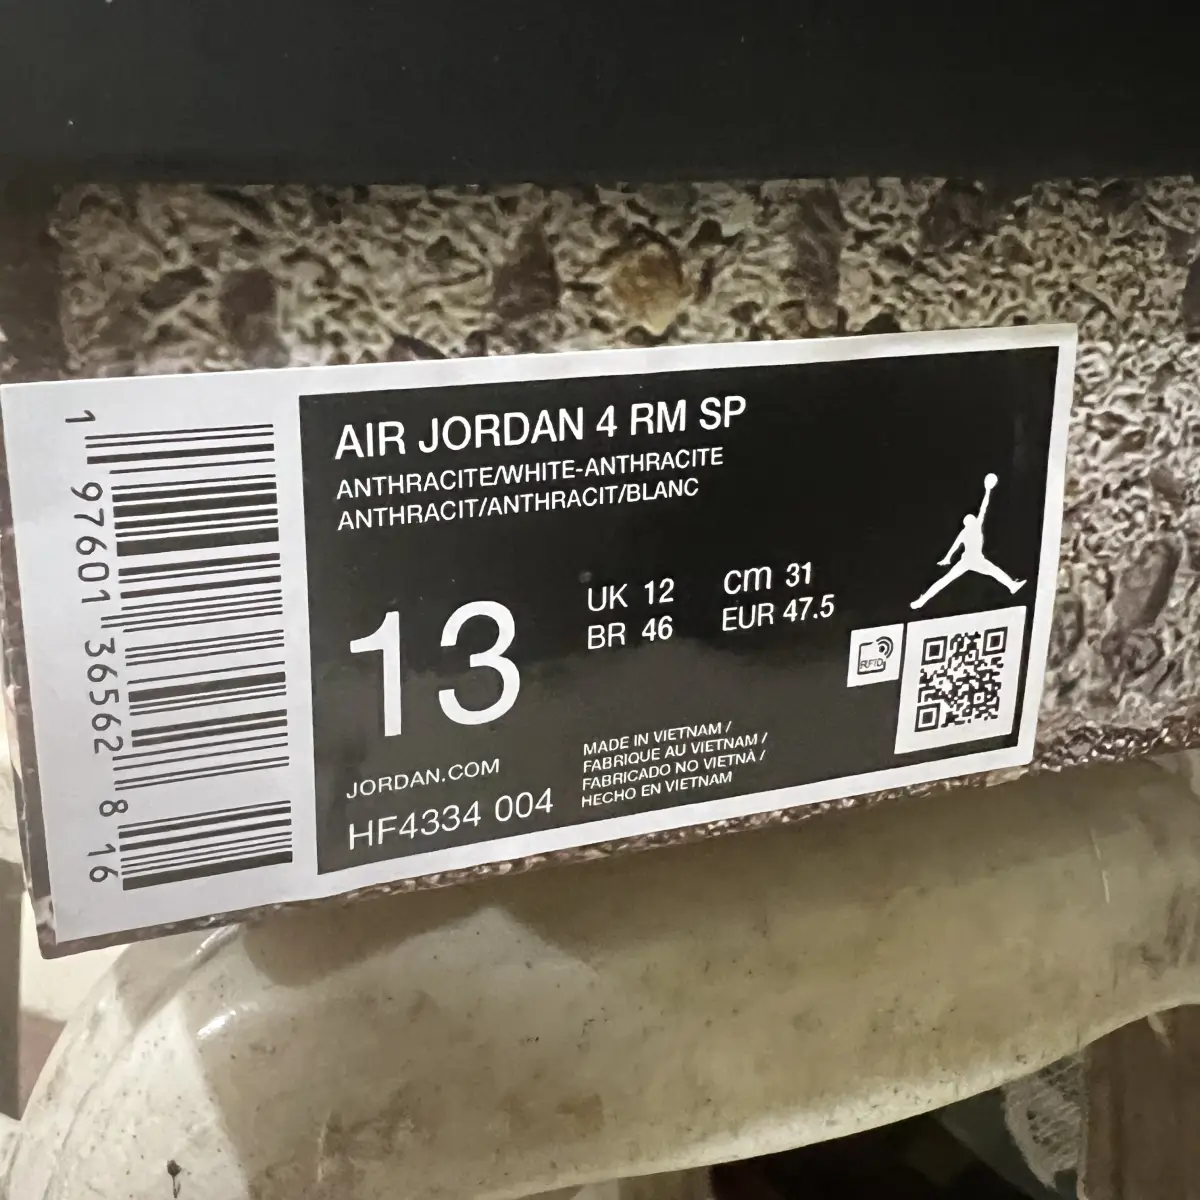 AIR JORDAN 4 RM SP
ANTHRACITE/WHITE-ANTHRACITE
ANTHRACIT/ANTHRACIT/BLANC
13
UK 12
BR 46
cm 31
EUR 47.5
RFID
MADE IN VIETNAM /
FABRIQUE AU VIETNAM /
FABRICADO NO VIETNÀ /
HECHO EN VIETNAM
JORDAN.COM
HF4334 004
1 97601 36562 8 16